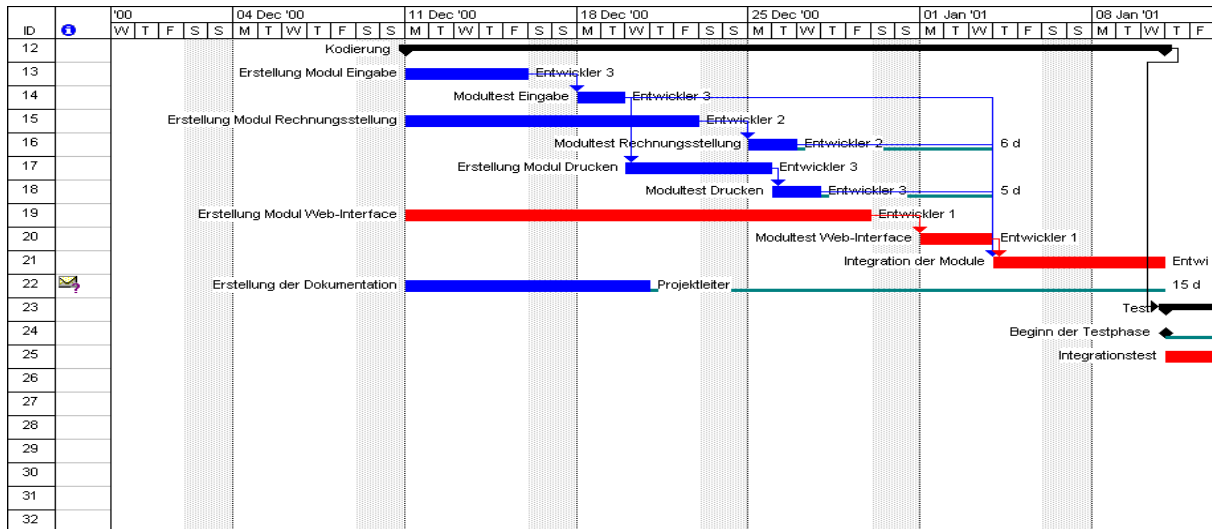 '00 04 Dec '00 11 Dec '00 18 Dec '00 25 Dec '00 01 Jan '01 08 Jan '01
ID W T F S S M T W T F S S M T W T F S S M T W T F S S M T W T F S S M T W T F S S M T W T F
12 Kodierung
13 Erstellung Modul Eingabe Entwickler 3
14 Modultest Eingabe Entwickler 3
15 Erstellung Modul Rechnungsstellung Entwickler 2
16 Modultest Rechnungsstellung Entwickler 2 6 d
17 Erstellung Modul Drucken Entwickler 3
18 Modultest Drucken Entwickler 3 5 d
19 Erstellung Modul Web-Interface Entwickler 1
20 Modultest Web-Interface Entwickler 1
21 Integration der Module Entwi
22 Erstellung der Dokumentation Projektleiter 15 d
23 Test
24 Beginn der Testphase
25 Integrationstest
26
27
28
29
30
31
32